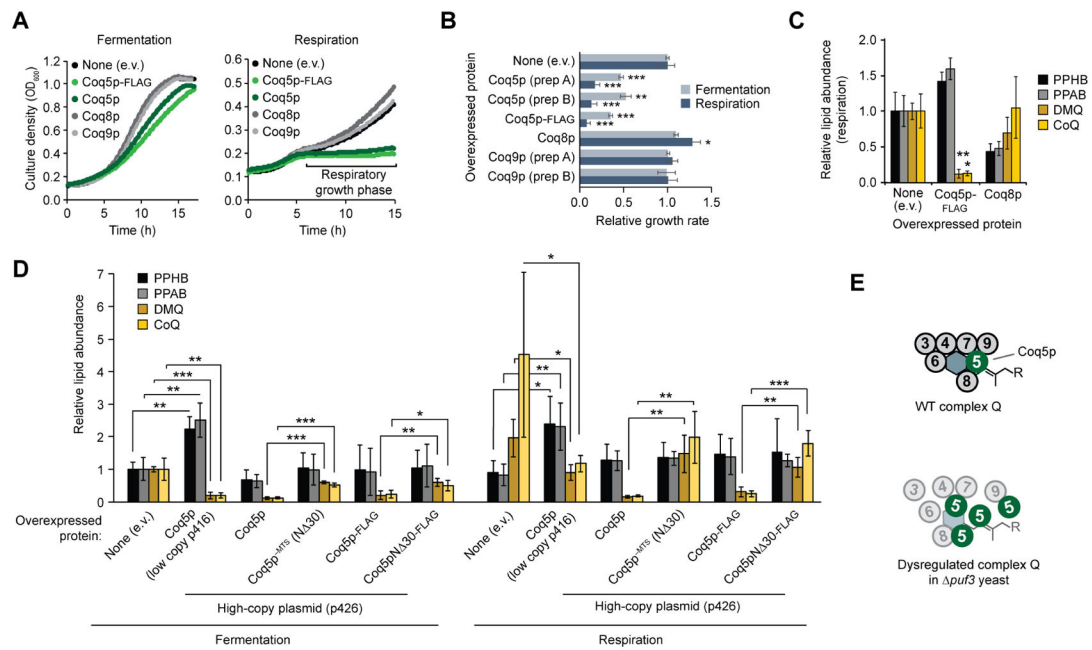 A
Fermentation
Culture density (OD600)
1.2
1.0
0.8
0.6
0.4
0.2
0.0
0
5
10
15
Time (h)
None (e.v.)
Coq5p-FLAG
Coq5p
Coq8p
Coq9p
Respiration
0.6
0.5
0.4
0.3
0.2
0.1
0
5
10
15
Time (h)
None (e.v.)
Coq5p-FLAG
Coq5p
Coq8p
Coq9p
Respiratory
growth phase
B
Overexpressed protein
None (e.v.)
Coq5p (prep A)
Coq5p (prep B)
Coq5p-FLAG
Coq8p
Coq9p (prep A)
Coq9p (prep B)
Fermentation
Respiration
***
***
**
***
***
***
*
0.0
0.5
1.0
1.5
Relative growth rate
C
Relative lipid abundance
(respiration)
2.0
1.5
1.0
0.5
0.0
PPHB
PPAB
DMQ
CoQ
**
*
None
(e.v.)
Coq5p-
FLAG
Coq8p
Overexpressed protein
D
Relative lipid abundance
7
6
5
4
3
2
1
0
PPHB
PPAB
DMQ
CoQ
**
***
**
**
***
***
*
**
*
*
**
*
**
**
***
**
Overexpressed
protein:
None (e.v.)
Coq5p
(low copy p416)
Coq5p
Coq5p-MTS (NΔ30)
Coq5p-FLAG
Coq5pNΔ30-FLAG
None (e.v.)
Coq5p
(low copy p416)
Coq5p
Coq5p-MTS (NΔ30)
Coq5p-FLAG
Coq5pNΔ30-FLAG
High-copy plasmid (p426)
High-copy plasmid (p426)
Fermentation
Respiration
E
3 4 7 9
6 5
8
R
Coq5p
WT complex Q
3 4 7 9
6 5 5 5
8 5
R
Dysregulated complex Q
in Δpuf3 yeast